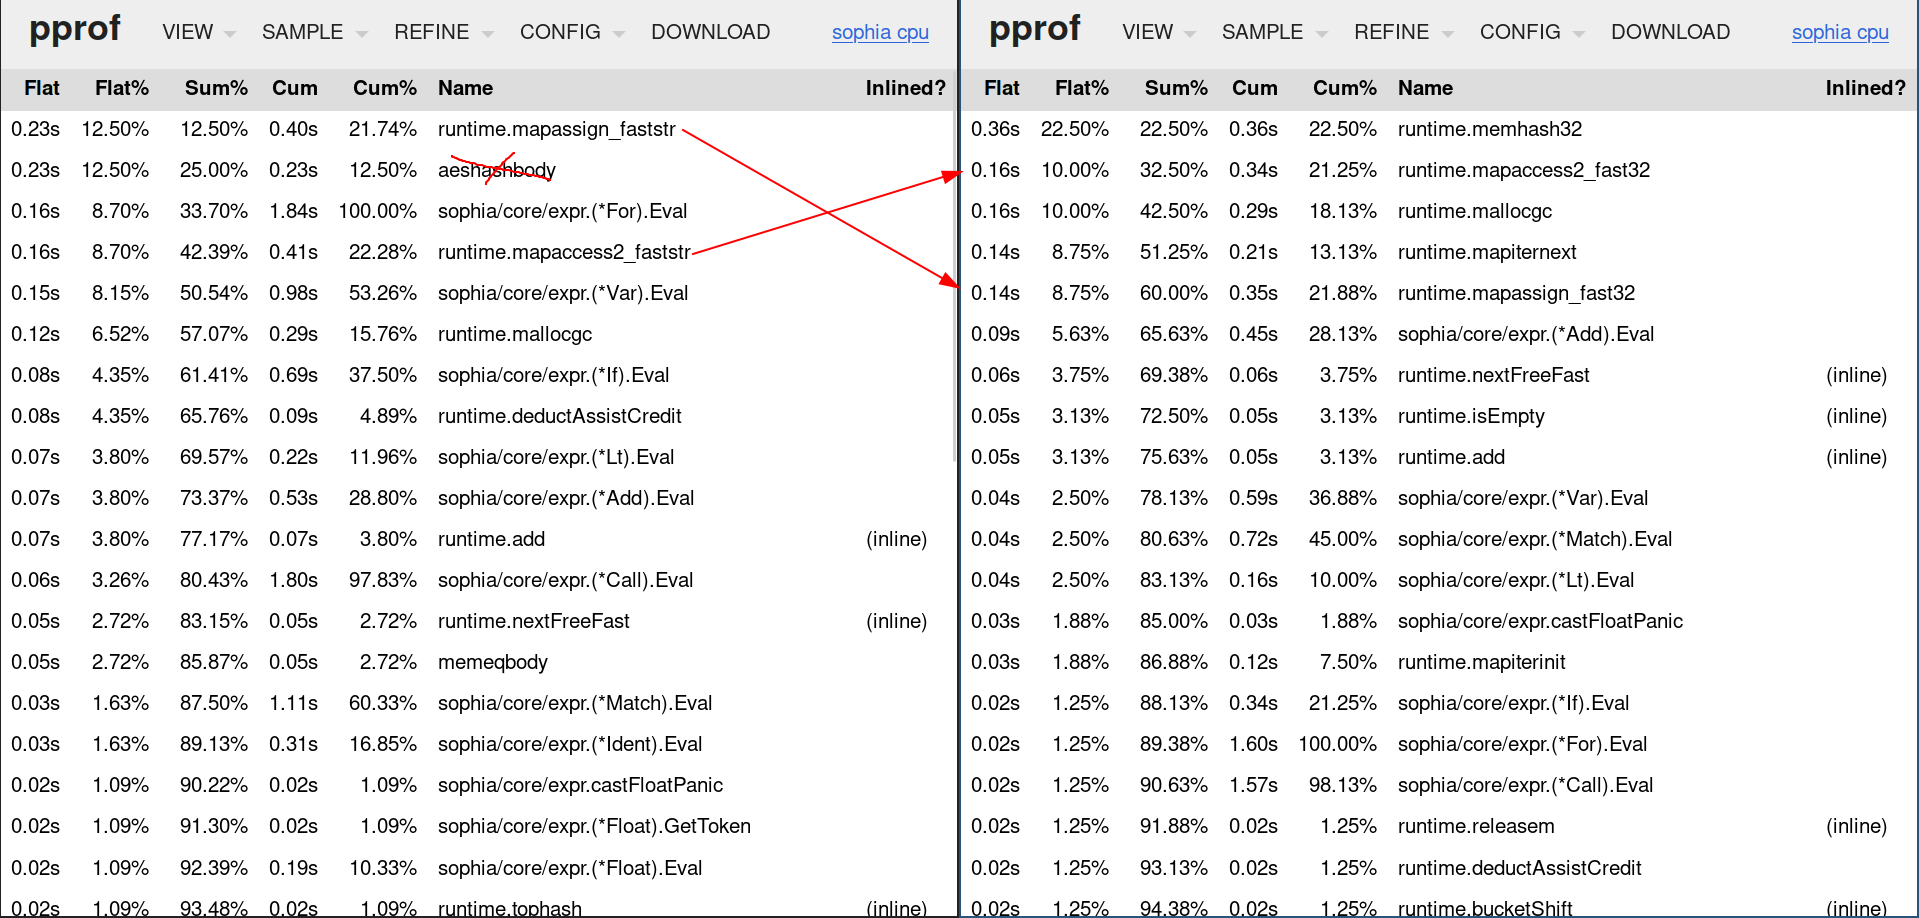 pprof VIEW SAMPLE REFINE CONFIG DOWNLOAD sophia cpu
Flat Flat% Sum% Cum Cum% Name Inlined?
0.23s 12.50% 12.50% 0.40s 21.74% runtime.mapassign_faststr
0.23s 12.50% 25.00% 0.23s 12.50% aeshashbody
0.16s 8.70% 33.70% 1.84s 100.00% sophia/core/expr.(*For).Eval
0.16s 8.70% 42.39% 0.41s 22.28% runtime.mapaccess2_faststr
0.15s 8.15% 50.54% 0.98s 53.26% sophia/core/expr.(*Var).Eval
0.12s 6.52% 57.07% 0.29s 15.76% runtime.mallocgc
0.08s 4.35% 61.41% 0.69s 37.50% sophia/core/expr.(*If).Eval
0.08s 4.35% 65.76% 0.09s 4.89% runtime.deductAssistCredit
0.07s 3.80% 69.57% 0.22s 11.96% sophia/core/expr.(*Lt).Eval
0.07s 3.80% 73.37% 0.53s 28.80% sophia/core/expr.(*Add).Eval
0.07s 3.80% 77.17% 0.07s 3.80% runtime.add (inline)
0.06s 3.26% 80.43% 1.80s 97.83% sophia/core/expr.(*Call).Eval
0.05s 2.72% 83.15% 0.05s 2.72% runtime.nextFreeFast (inline)
0.05s 2.72% 85.87% 0.05s 2.72% memeqbody
0.03s 1.63% 87.50% 1.11s 60.33% sophia/core/expr.(*Match).Eval
0.03s 1.63% 89.13% 0.31s 16.85% sophia/core/expr.(*Ident).Eval
0.02s 1.09% 90.22% 0.02s 1.09% sophia/core/expr.castFloatPanic
0.02s 1.09% 91.30% 0.02s 1.09% sophia/core/expr.(*Float).GetToken
0.02s 1.09% 92.39% 0.19s 10.33% sophia/core/expr.(*Float).Eval
0.02s 1.09% 93.48% 0.02s 1.09% runtime.tophash (inline)
pprof VIEW SAMPLE REFINE CONFIG DOWNLOAD sophia cpu
Flat Flat% Sum% Cum Cum% Name Inlined?
0.36s 22.50% 22.50% 0.36s 22.50% runtime.memhash32
0.16s 10.00% 32.50% 0.34s 21.25% runtime.mapaccess2_fast32
0.16s 10.00% 42.50% 0.29s 18.13% runtime.mallocgc
0.14s 8.75% 51.25% 0.21s 13.13% runtime.mapiternext
0.14s 8.75% 60.00% 0.35s 21.88% runtime.mapassign_fast32
0.09s 5.63% 65.63% 0.45s 28.13% sophia/core/expr.(*Add).Eval
0.06s 3.75% 69.38% 0.06s 3.75% runtime.nextFreeFast (inline)
0.05s 3.13% 72.50% 0.05s 3.13% runtime.isEmpty (inline)
0.05s 3.13% 75.63% 0.05s 3.13% runtime.add (inline)
0.04s 2.50% 78.13% 0.59s 36.88% sophia/core/expr.(*Var).Eval
0.04s 2.50% 80.63% 0.72s 45.00% sophia/core/expr.(*Match).Eval
0.04s 2.50% 83.13% 0.16s 10.00% sophia/core/expr.(*Lt).Eval
0.03s 1.88% 85.00% 0.03s 1.88% sophia/core/expr.castFloatPanic
0.03s 1.88% 86.88% 0.12s 7.50% runtime.mapiterinit
0.02s 1.25% 88.13% 0.34s 21.25% sophia/core/expr.(*If).Eval
0.02s 1.25% 89.38% 1.60s 100.00% sophia/core/expr.(*For).Eval
0.02s 1.25% 90.63% 1.57s 98.13% sophia/core/expr.(*Call).Eval
0.02s 1.25% 91.88% 0.02s 1.25% runtime.releasem (inline)
0.02s 1.25% 93.13% 0.02s 1.25% runtime.deductAssistCredit
0.02s 1.25% 94.38% 0.02s 1.25% runtime.bucketShift (inline)